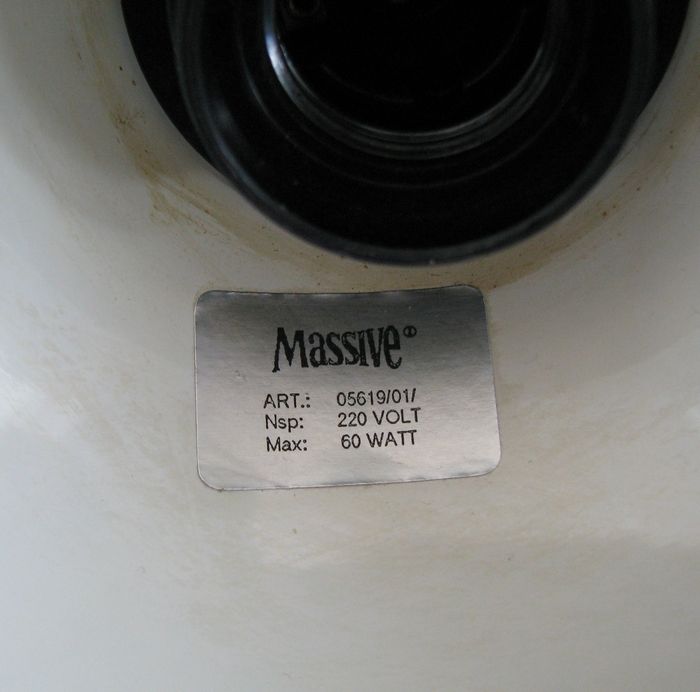 Massive®
ART.: 05619/01/
Nsp: 220 VOLT
Max: 60 WATT